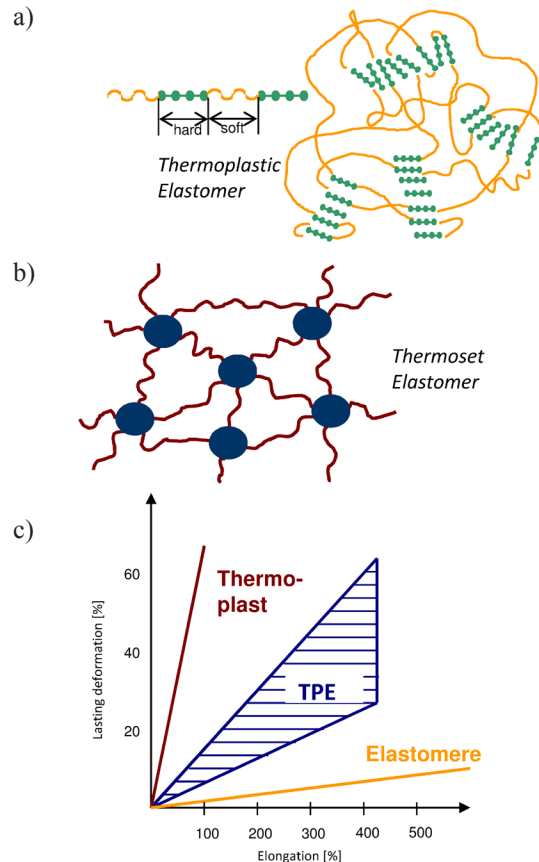 a)
hard
soft
Thermoplastic
Elastomer
b)
Thermoset
Elastomer
c)
Lasting deformation [%]
60
40
20
Thermo-
plast
TPE
Elastomere
100
200
300
400
500
Elongation [%]